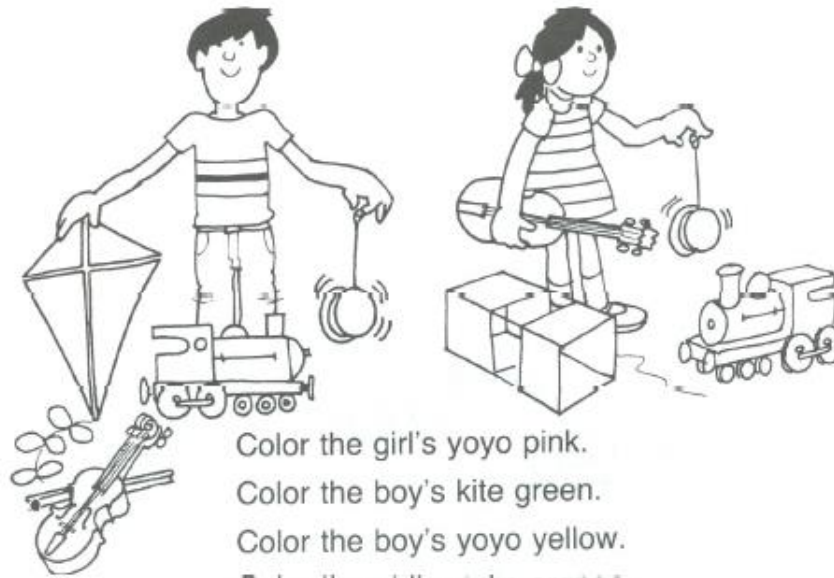 Color the girl's yoyo pink.
Color the boy's kite green.
Color the boy's yoyo yellow.